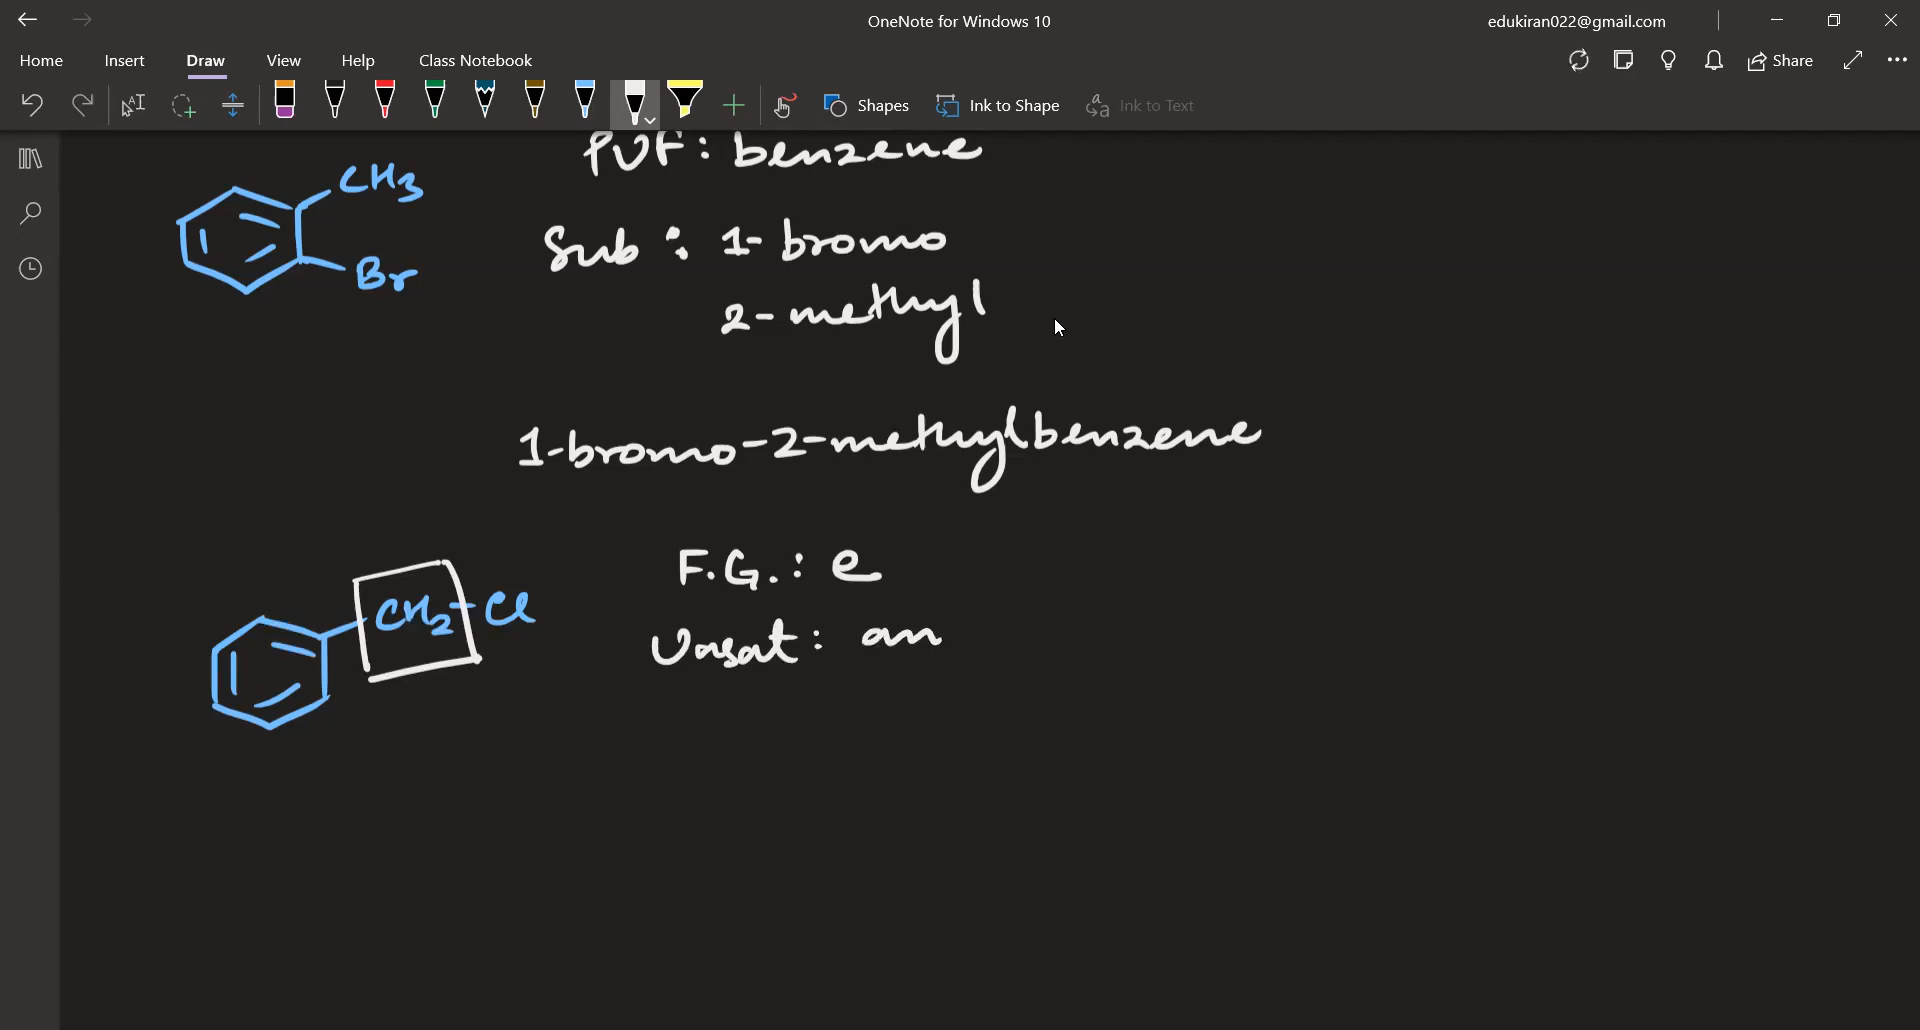 OneNote for Windows 10
edukiran022@gmail.com
Home Insert Draw View Help Class Notebook
Share
Shapes Ink to Shape Ink to Text
PUF: benzene
CH3
Br
Sub : 1- bromo
2- methyl
1-bromo-2-methylbenzene
CH2-Cl
F.G. : e
Unsat : an